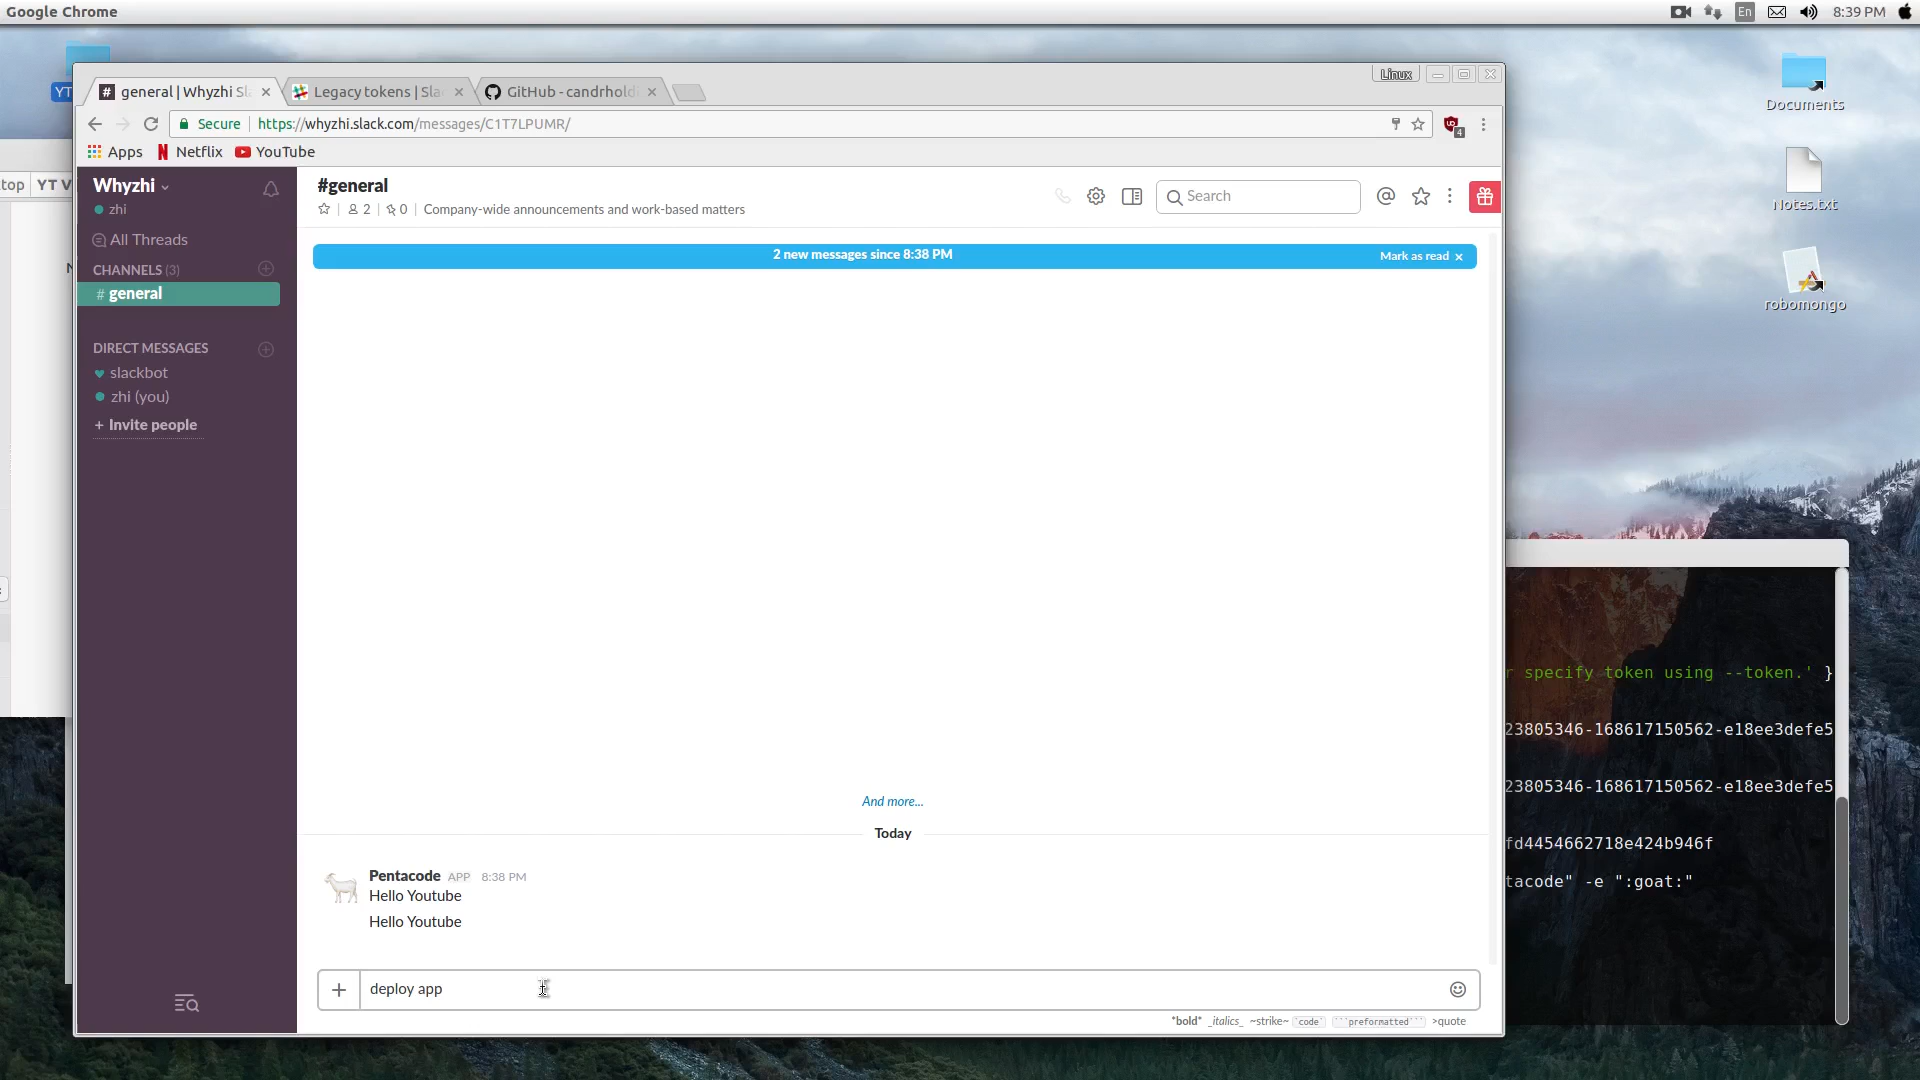 Google Chrome
En
8:39 PM
YT
Linux
general | Whyzhi Sl
Legacy tokens | Sla
GitHub - candrhold
Secure
https://whyzhi.slack.com/messages/C1T7LPUMR/
4
Apps
Netflix
YouTube
Documents
Notes.txt
robomongo
top
YT V
N
Whyzhi
zhi
All Threads
CHANNELS (3)
# general
DIRECT MESSAGES
slackbot
zhi (you)
+ Invite people
#general
2
0
Company-wide announcements and work-based matters
Search
2 new messages since 8:38 PM
Mark as read
And more...
Today
Pentacode APP 8:38 PM
Hello Youtube
Hello Youtube
deploy app
*bold* _italics_ ~strike~ `code` ```preformatted``` >quote
r specify token using --token.' }
23805346-168617150562-e18ee3defe5
23805346-168617150562-e18ee3defe5
fd4454662718e424b946f
tacode" -e ":goat:"